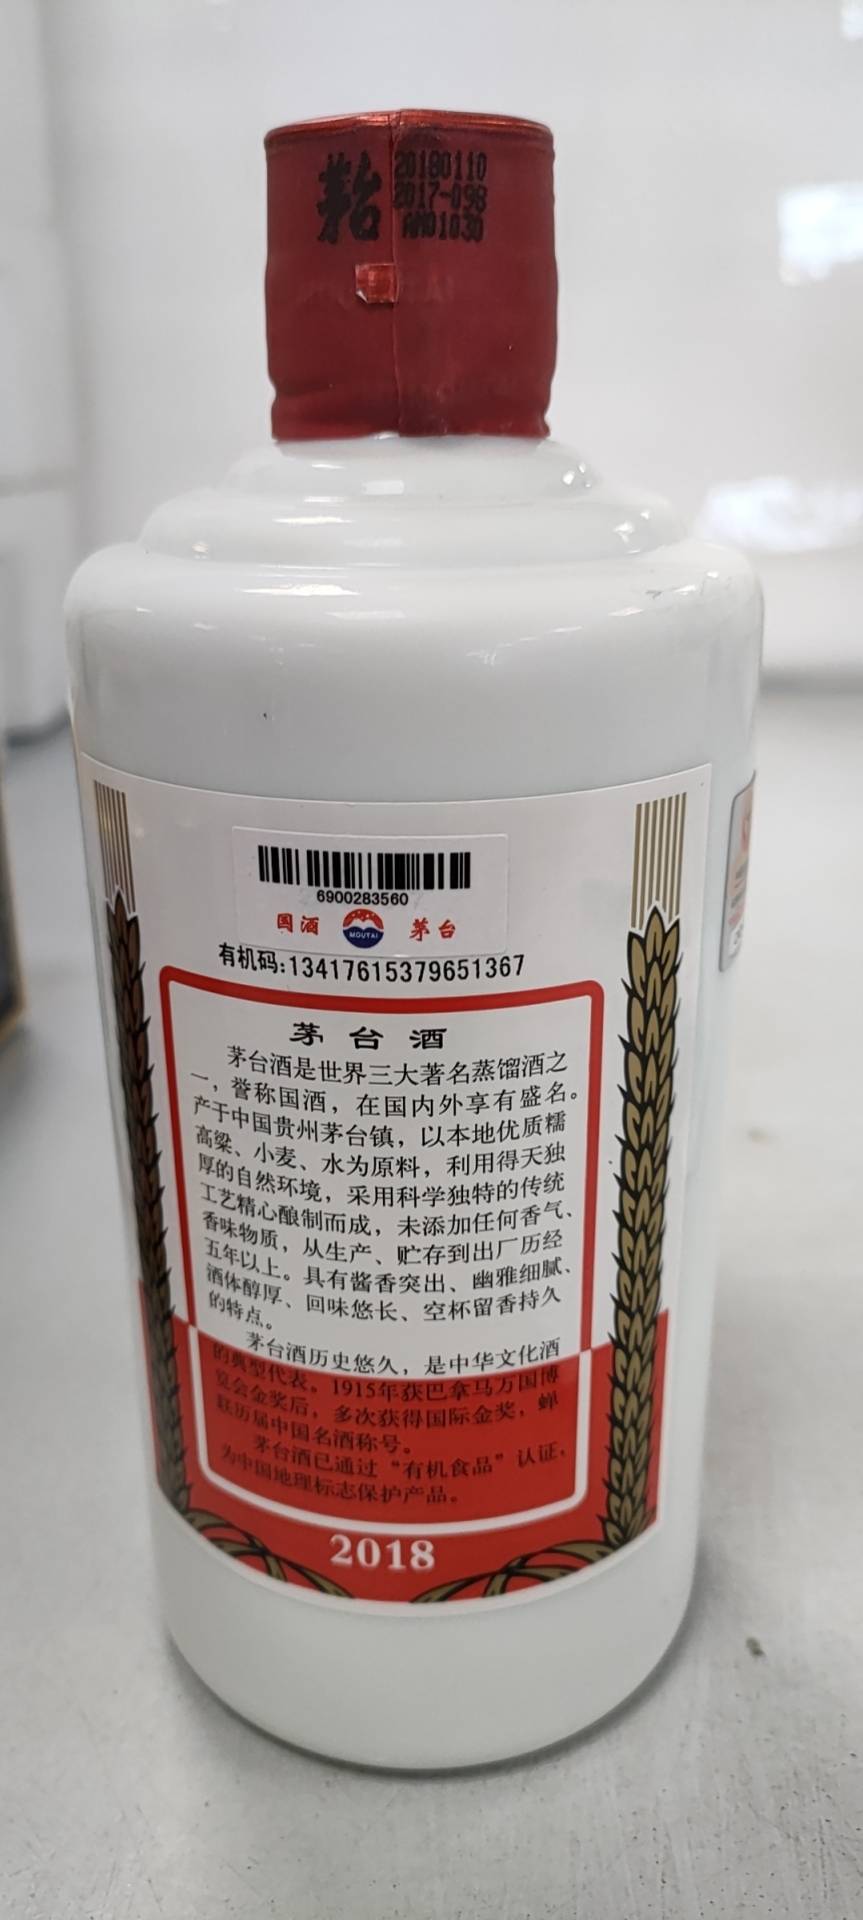 茅台
20180110
2017-098
6900283560
国酒 MOUTAI 茅台
有机码:13417615379651367
茅台酒
茅台酒是世界三大著名蒸馏酒之
一，誉称国酒，在国内外享有盛名。
产于中国贵州茅台镇，以本地优质糯
高粱、小麦、水为原料，利用得天独
厚的自然环境，采用科学独特的传统
工艺精心酿制而成，未添加任何香气、
香味物质，从生产、贮存到出厂历经
五年以上。具有酱香突出、幽雅细腻、
酒体醇厚、回味悠长、空杯留香持久
的特点。
茅台酒历史悠久，是中华文化酒
的典型代表。1915年获巴拿马万国博
览会金奖后，多次获得国际金奖，蝉
联历届中国名酒称号。
茅台酒已通过“有机食品”认证，
为中国地理标志保护产品。
2018